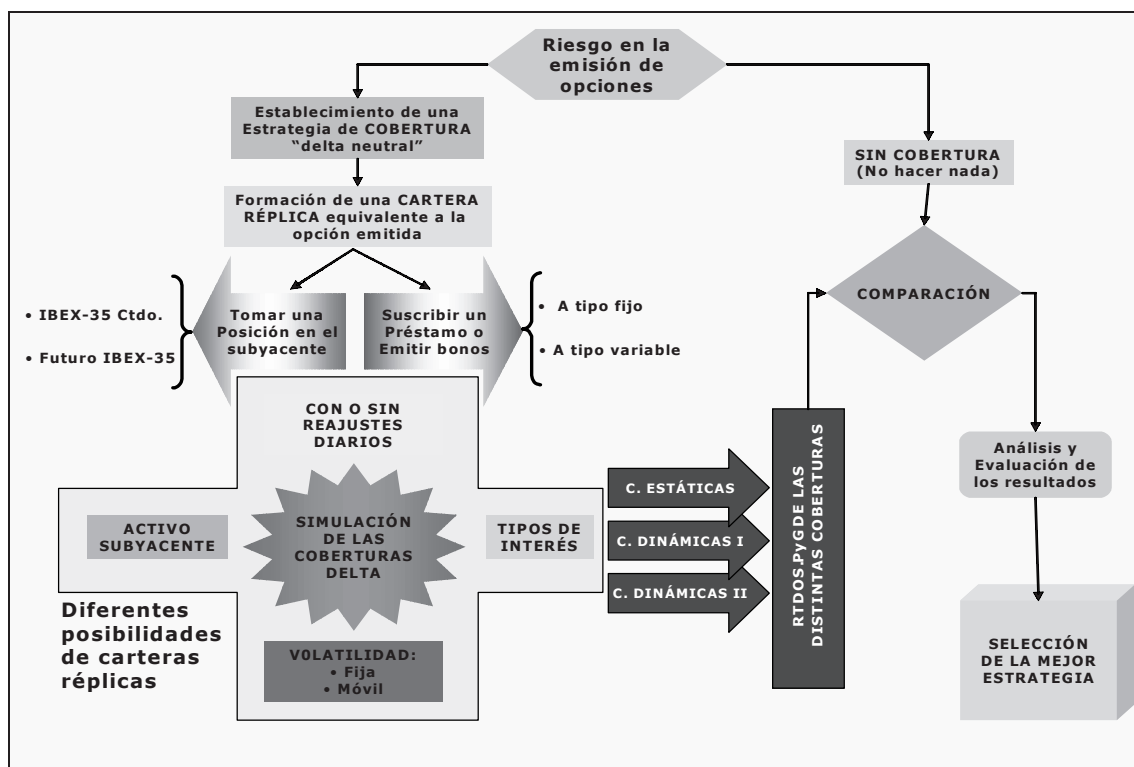 Riesgo en la
emisión de
opciones
Establecimiento de una
Estrategia de COBERTURA
“delta neutral”
SIN COBERTURA
(No hacer nada)
Formación de una CARTERA
RÉPLICA equivalente a la
opción emitida
• IBEX-35 Ctdo.
• Futuro IBEX-35
Tomar una
Posición en el
subyacente
Suscribir un
Préstamo o
Emitir bonos
• A tipo fijo
• A tipo variable
COMPARACIÓN
CON O SIN
REAJUSTES
DIARIOS
ACTIVO
SUBYACENTE
SIMULACIÓN
DE LAS
COBERTURAS
DELTA
TIPOS DE
INTERÉS
V0LATILIDAD:
• Fija
• Móvil
Diferentes
posibilidades
de carteras
réplicas
C. ESTÁTICAS
C. DINÁMICAS I
C. DINÁMICAS II
RTDOS.PyGDE LAS
DISTINTAS COBERTURAS
Análisis y
Evaluación de
los resultados
SELECCIÓN
DE LA MEJOR
ESTRATEGIA